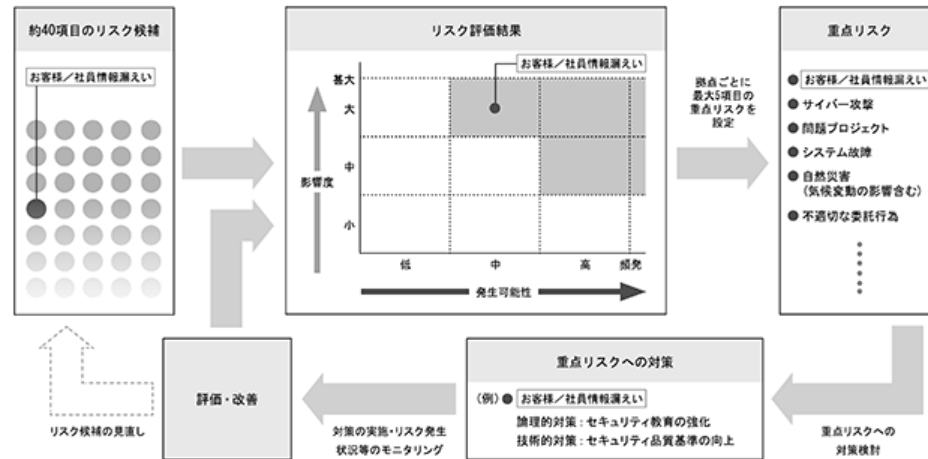 約40項目のリスク候補
お客様／社員情報漏えい
リスク評価結果
お客様／社員情報漏えい
影響度
甚大
大
中
小
低
中
高
頻発
発生可能性
拠点ごとに
最大5項目の
重点リスクを
設定
重点リスク
お客様／社員情報漏えい
サイバー攻撃
問題プロジェクト
システム故障
自然災害
(気候変動の影響含む)
不適切な委託行為
重点リスクへの
対策検討
重点リスクへの対策
(例) お客様／社員情報漏えい
論理的対策：セキュリティ教育の強化
技術的対策：セキュリティ品質基準の向上
対策の実施・リスク発生
状況等のモニタリング
評価・改善
リスク候補の見直し